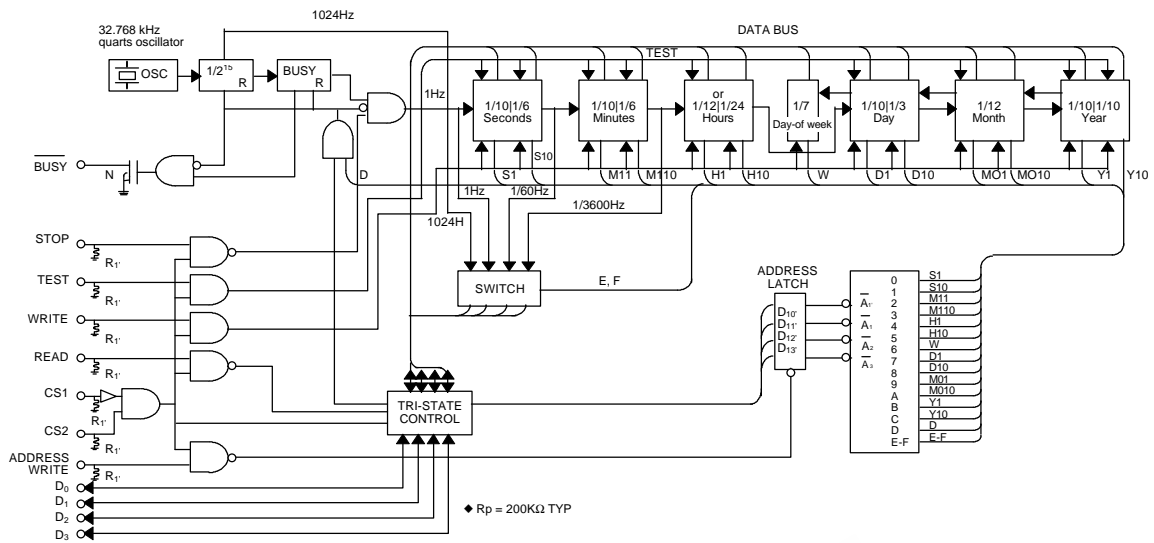 1024Hz
32.768 kHz
quarts oscillator
DATA BUS
TEST
OSC
1/2¹ᵇ
R
BUSY
R
1Hz
1/10|1/6
Seconds
1/10|1/6
Minutes
or
1/12|1/24
Hours
1/7
Day-of week
1/10|1/3
Day
1/12
Month
1/10|1/10
Year
BUSY
N
D
S1
S10
M11
M110
H1
H10
W
D1
D10
MO1
MO10
Y1
Y10
1Hz
1/60Hz
1/3600Hz
1024H
STOP
R1'
TEST
R1'
WRITE
R1'
READ
R1'
CS1
R1'
CS2
R1'
ADDRESS
WRITE
R1'
SWITCH
E, F
ADDRESS
LATCH
D10'
D11'
D12'
D13'
A1'
A1
A2
A3
0
1
2
3
4
5
6
7
8
9
A
B
C
D
E-F
S1
S10
M11
M110
H1
H10
W
D1
D10
M01
M010
Y1
Y10
D
E-F
TRI-STATE
CONTROL
D0
D1
D2
D3
◆ Rp = 200KΩ TYP